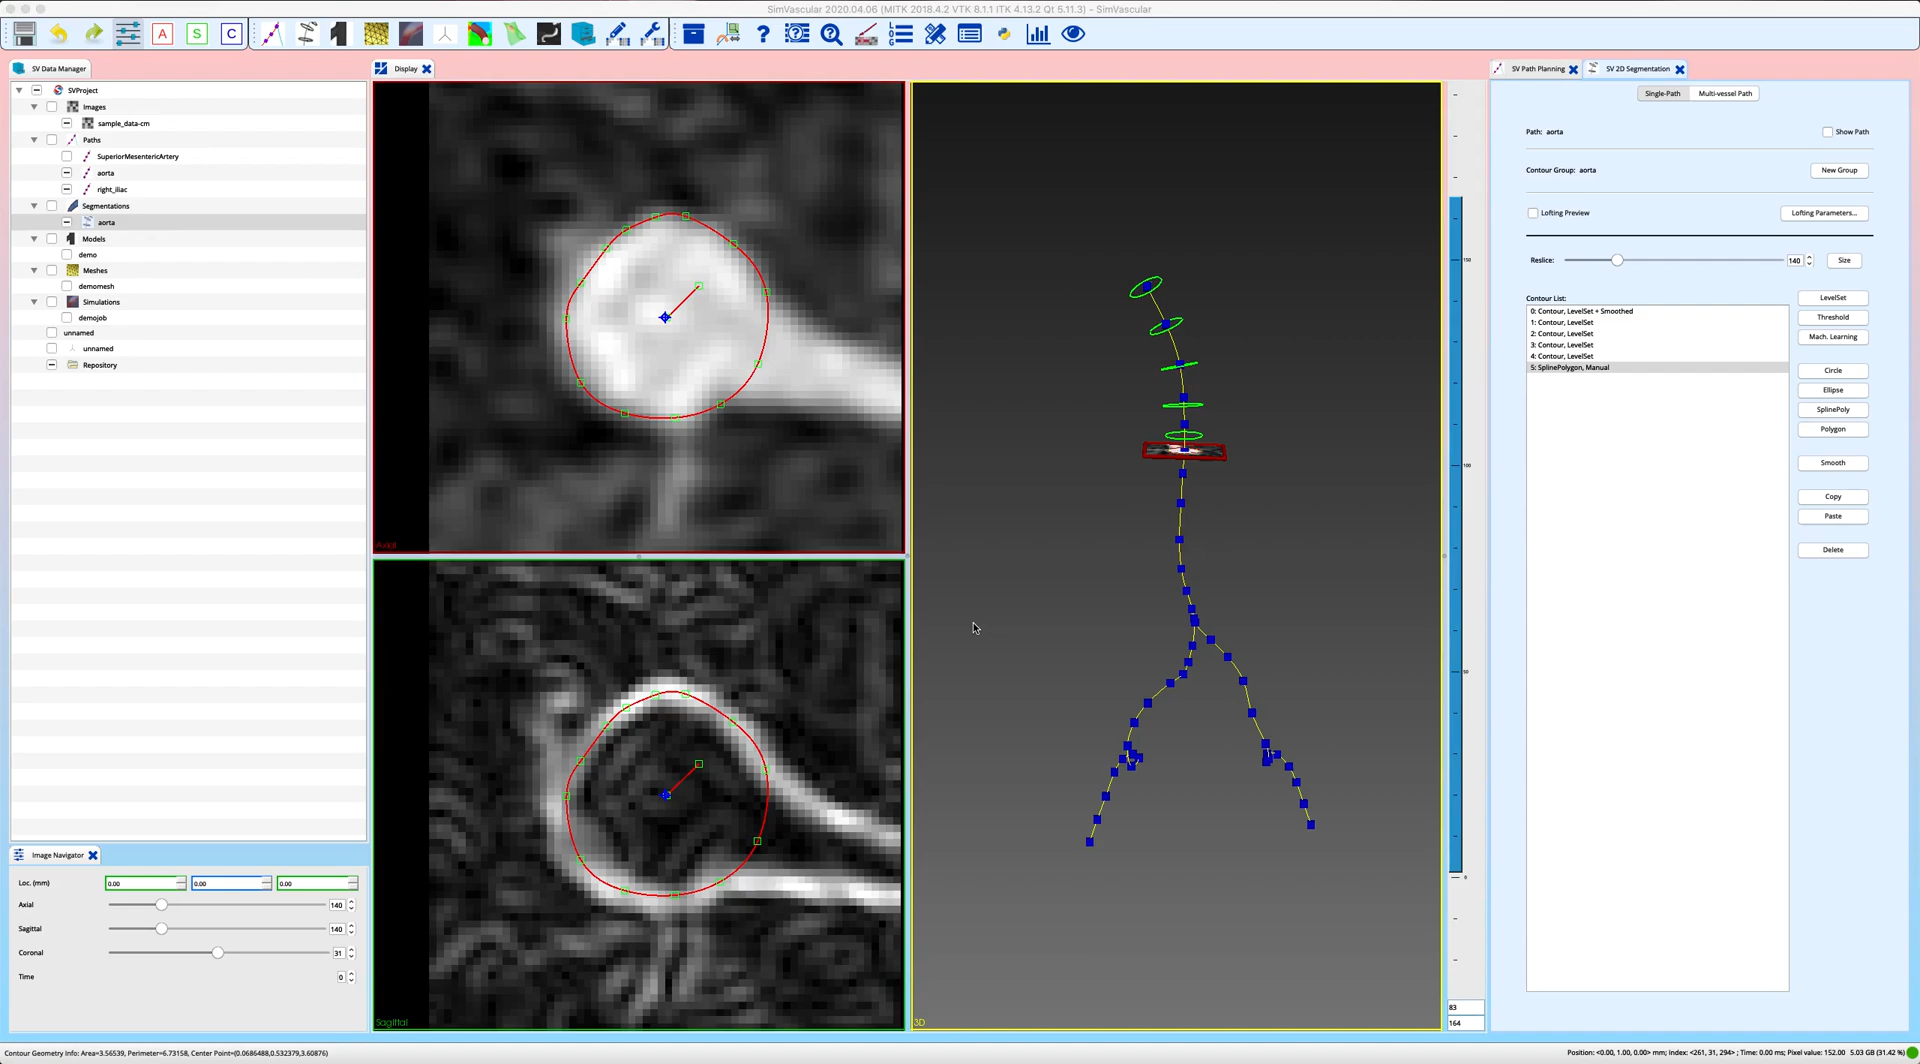 SimVascular 2020.04.06 (MITK 2018.4.2 VTK 8.1.1 ITK 4.13.2 Qt 5.11.3) - SimVascular
A S C
SV Data Manager
SVProject
Images
sample_data-cm
Paths
SuperiorMesentericArtery
aorta
right_iliac
Segmentations
aorta
Models
demo
Meshes
demomesh
Simulations
demojob
unnamed
unnamed
Repository
Image Navigator
Loc. (mm) 0.00 0.00 0.00
Axial 140
Sagittal 140
Coronal 31
Time 0
Display
Axial
Sagittal
3D
150
100
50
0
83
164
SV Path Planning SV 2D Segmentation
Single-Path Multi-vessel Path
Path: aorta Show Path
Contour Group: aorta New Group
Lofting Preview Lofting Parameters...
Reslice: 140 Size
Contour List:
0: Contour, LevelSet + Smoothed
1: Contour, LevelSet
2: Contour, LevelSet
3: Contour, LevelSet
4: Contour, LevelSet
5: SplinePolygon, Manual
LevelSet
Threshold
Mach. Learning
Circle
Ellipse
SplinePoly
Polygon
Smooth
Copy
Paste
Delete
Contour Geometry Info: Area=3.56539, Perimeter=6.73158, Center Point=(0.0686488,0.532379,3.60876)
Position: <0.00, 1.00, 0.00> mm; Index: <261, 31, 294> ; Time: 0.00 ms; Pixel value: 152.00 5.03 GB (31.42 %)